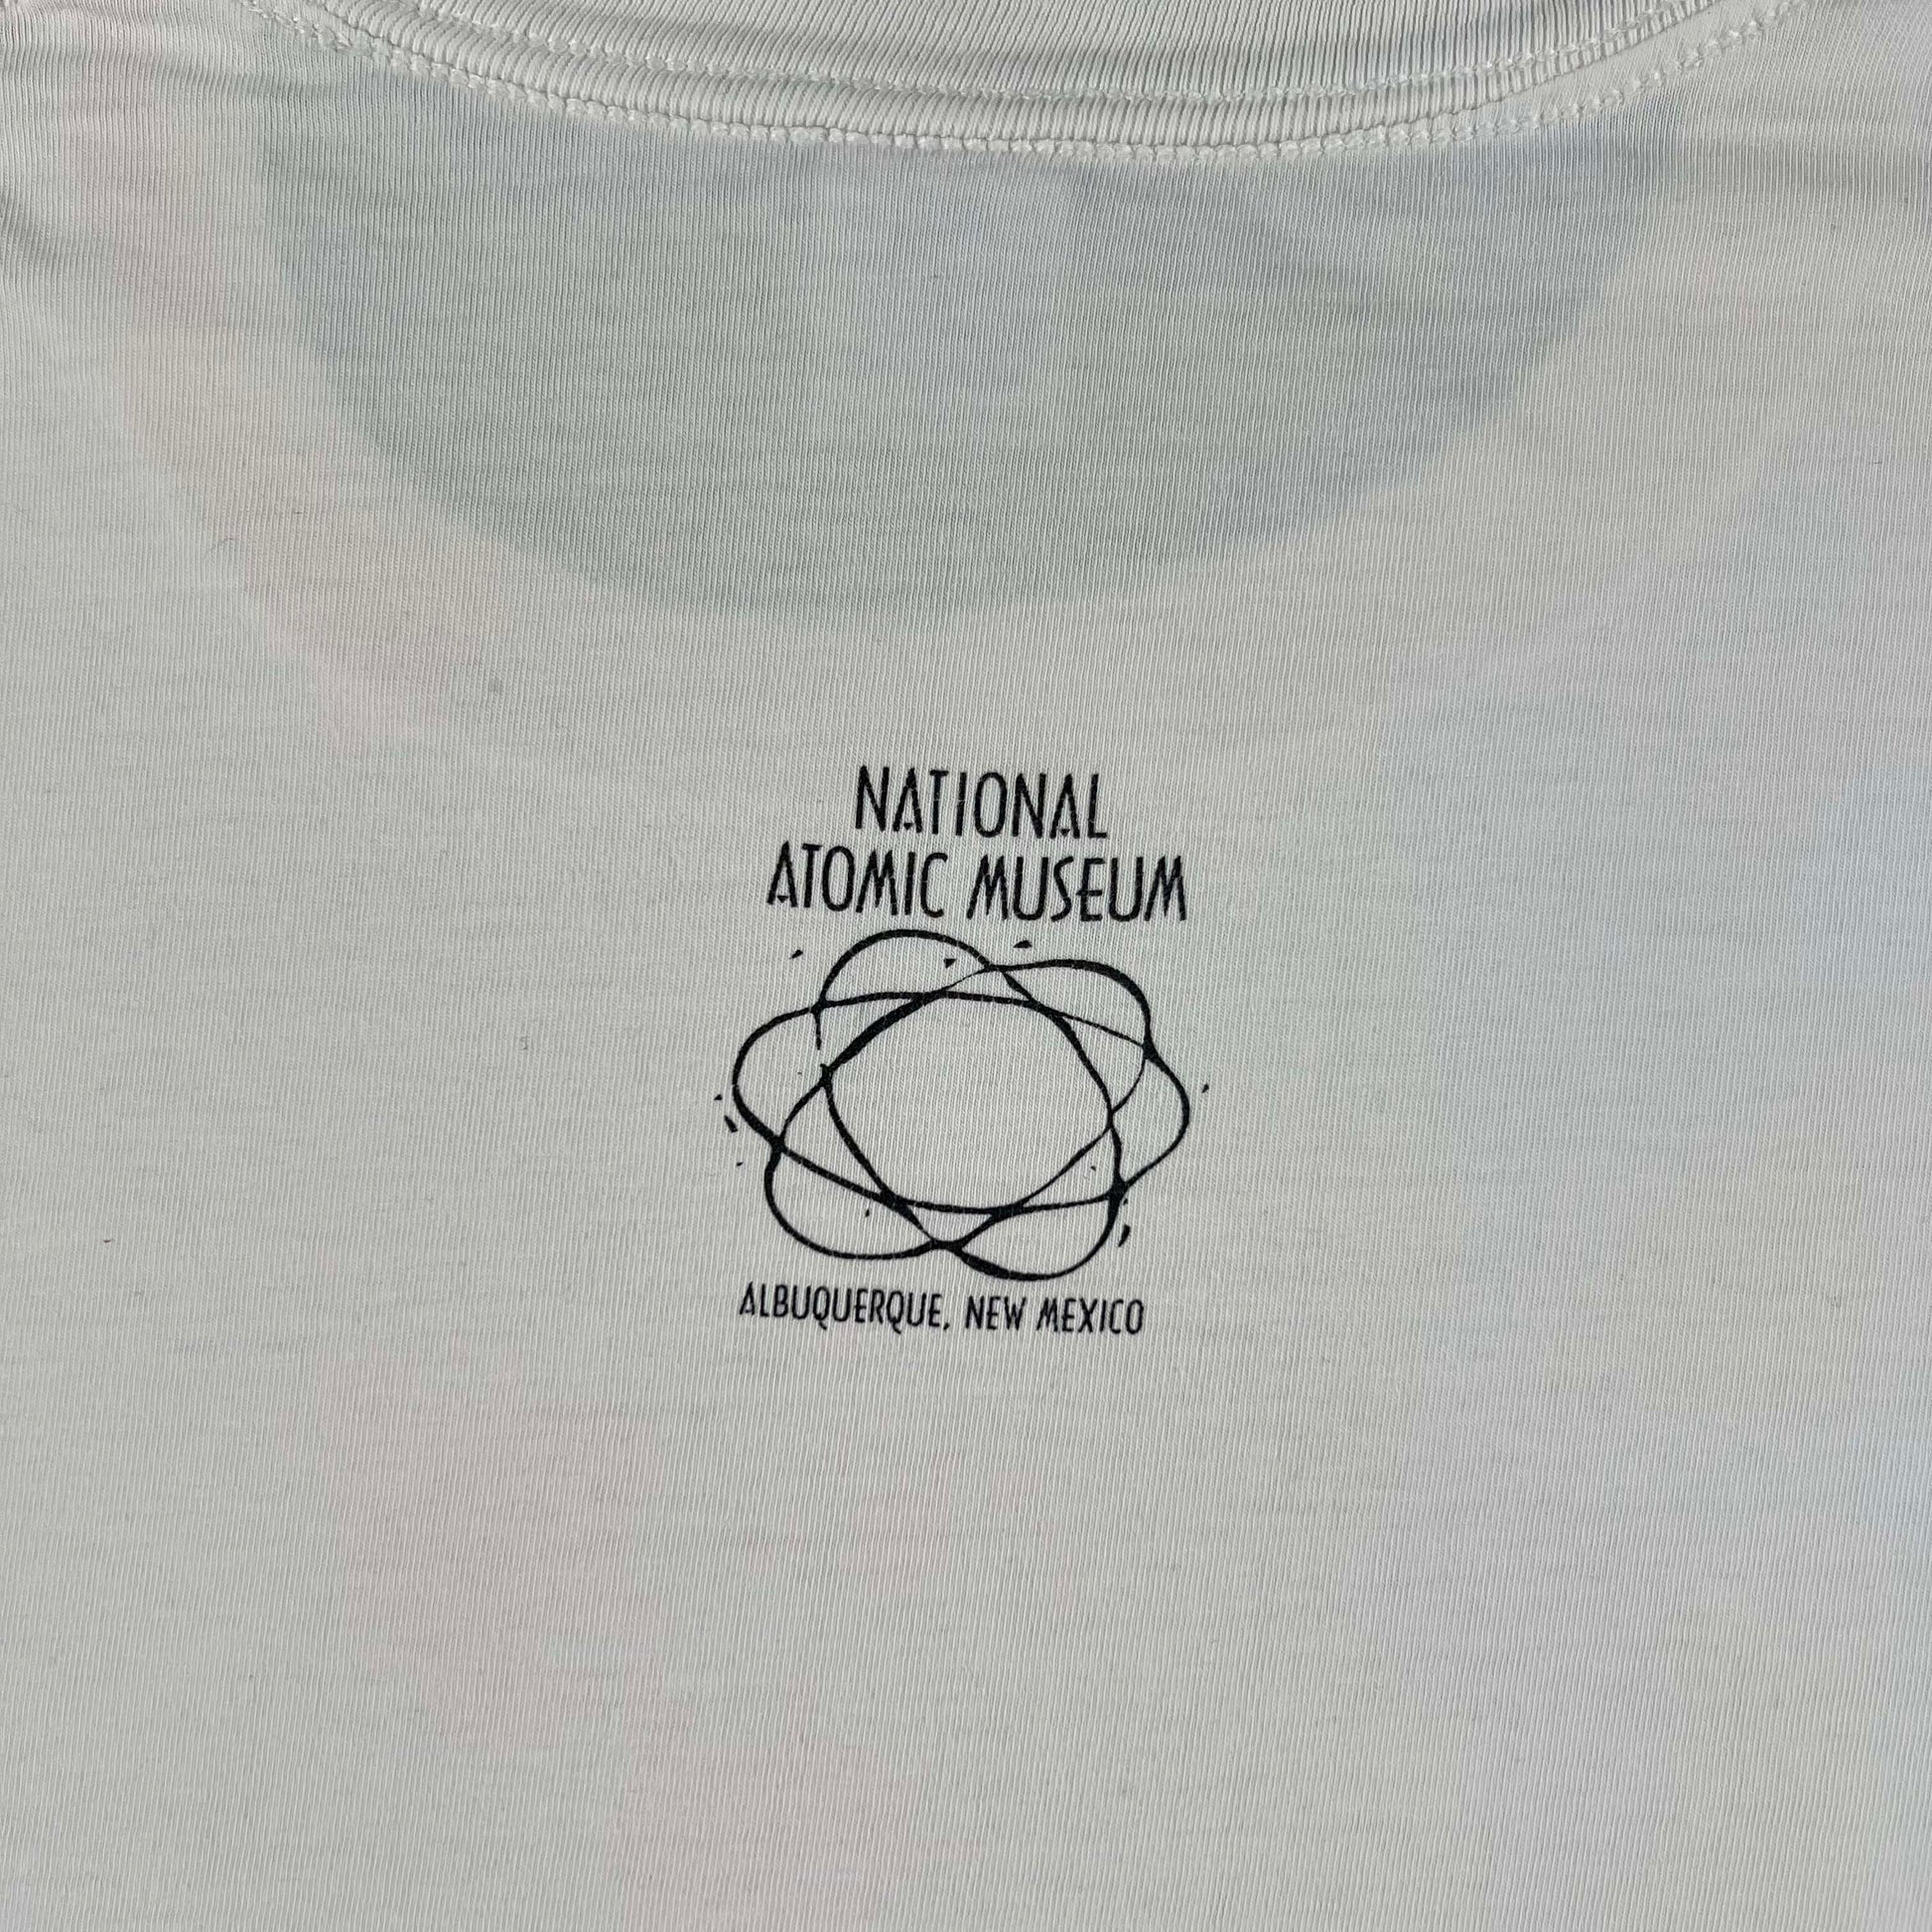 NATIONAL
ATOMIC MUSEUM
ALBUQUERQUE, NEW MEXICO